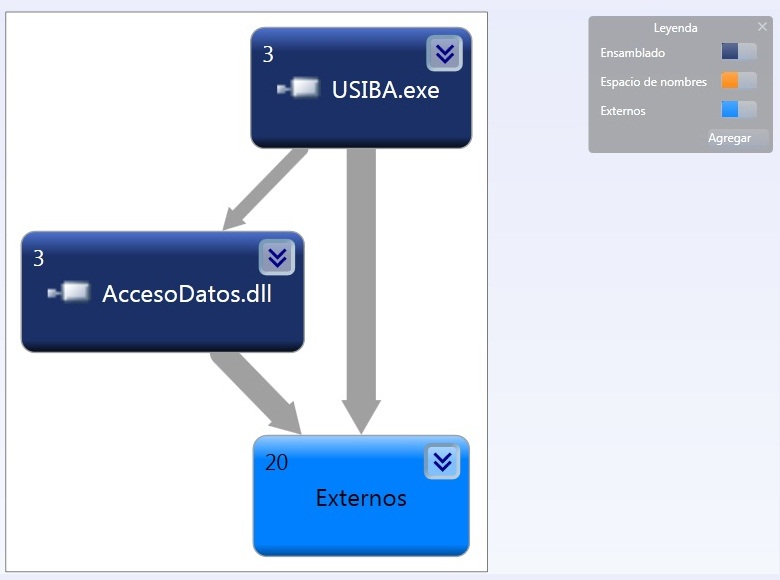 3
USIBA.exe
3
AccesoDatos.dll
20
Externos
Leyenda
Ensamblado
Espacio de nombres
Externos
Agregar